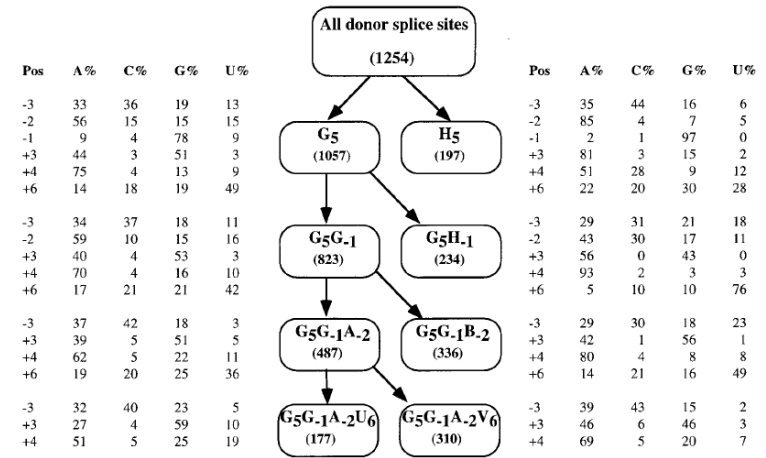 All donor splice sites
(1254)
Pos A% C% G% U%
-3 33 36 19 13
-2 56 15 15 15
-1 9 4 78 9
+3 44 3 51 3
+4 75 4 13 9
+6 14 18 19 49
G5
(1057)
H5
(197)
Pos A% C% G% U%
-3 35 44 16 6
-2 85 4 7 5
-1 2 1 97 0
+3 81 3 15 2
+4 51 28 9 12
+6 22 20 30 28
-3 34 37 18 11
-2 59 10 15 16
+3 40 4 53 3
+4 70 4 16 10
+6 17 21 21 42
G5G-1
(823)
G5H-1
(234)
-3 29 31 21 18
-2 43 30 17 11
+3 56 0 43 0
+4 93 2 3 3
+6 5 10 10 76
-3 37 42 18 3
+3 39 5 51 5
+4 62 5 22 11
+6 19 20 25 36
G5G-1A-2
(487)
G5G-1B-2
(336)
-3 29 30 18 23
+3 42 1 56 1
+4 80 4 8 8
+6 14 21 16 49
-3 32 40 23 5
+3 27 4 59 10
+4 51 5 25 19
G5G-1A-2U6
(177)
G5G-1A-2V6
(310)
-3 39 43 15 2
+3 46 6 46 3
+4 69 5 20 7